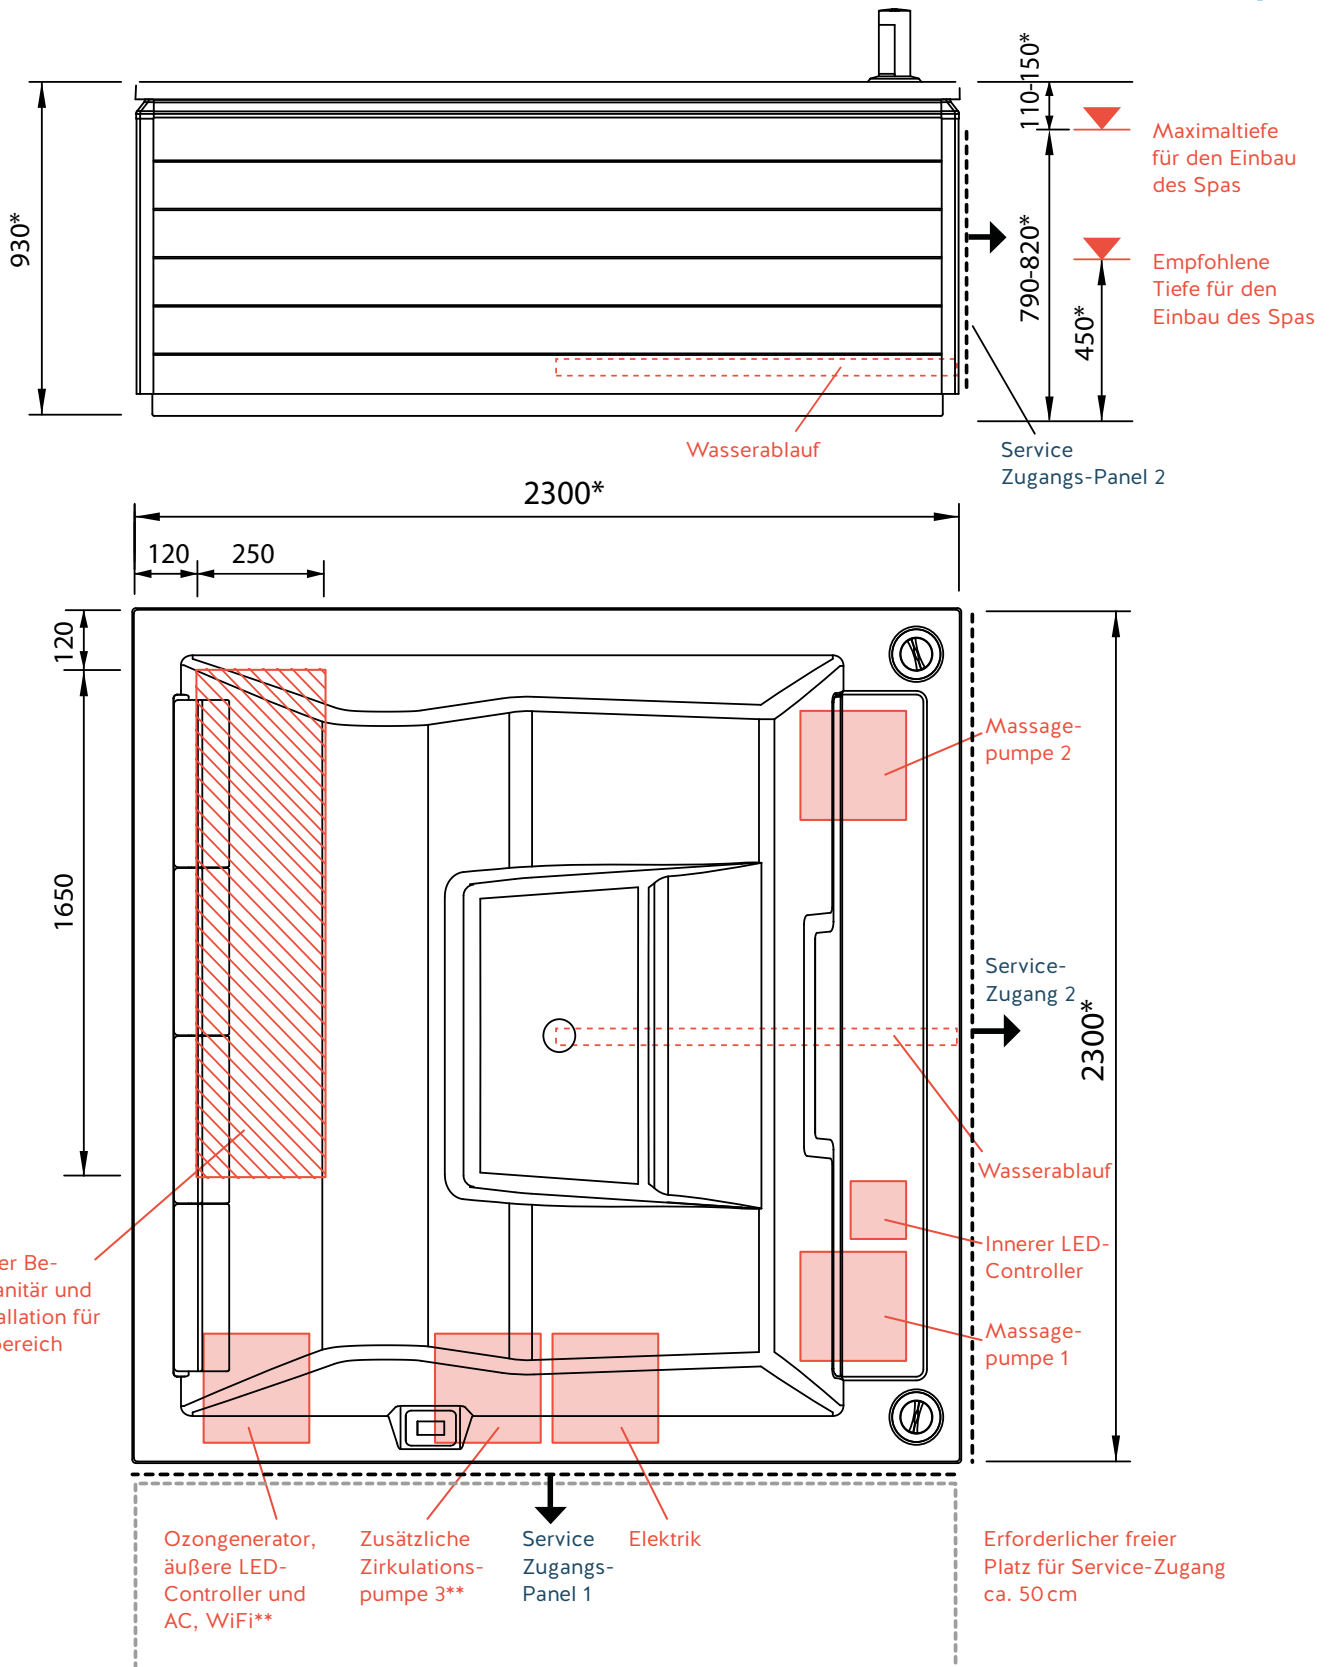 110-150*
Maximaltiefe
für den Einbau
des Spas
930*
790-820*
Empfohlene
Tiefe für den
Einbau des Spas
450*
Wasserablauf
Service
Zugangs-Panel 2
2300*
120
250
120
Massage-
pumpe 2
1650
Service-
Zugang 2
2300*
Wasserablauf
Innerer LED-
Controller
er Be-
anitär und
allation für
bereich
Massage-
pumpe 1
Ozongenerator,
äußere LED-
Controller und
AC, WiFi**
Zusätzliche
Zirkulations-
pumpe 3**
Service
Zugangs-
Panel 1
Elektrik
Erforderlicher freier
Platz für Service-Zugang
ca. 50 cm